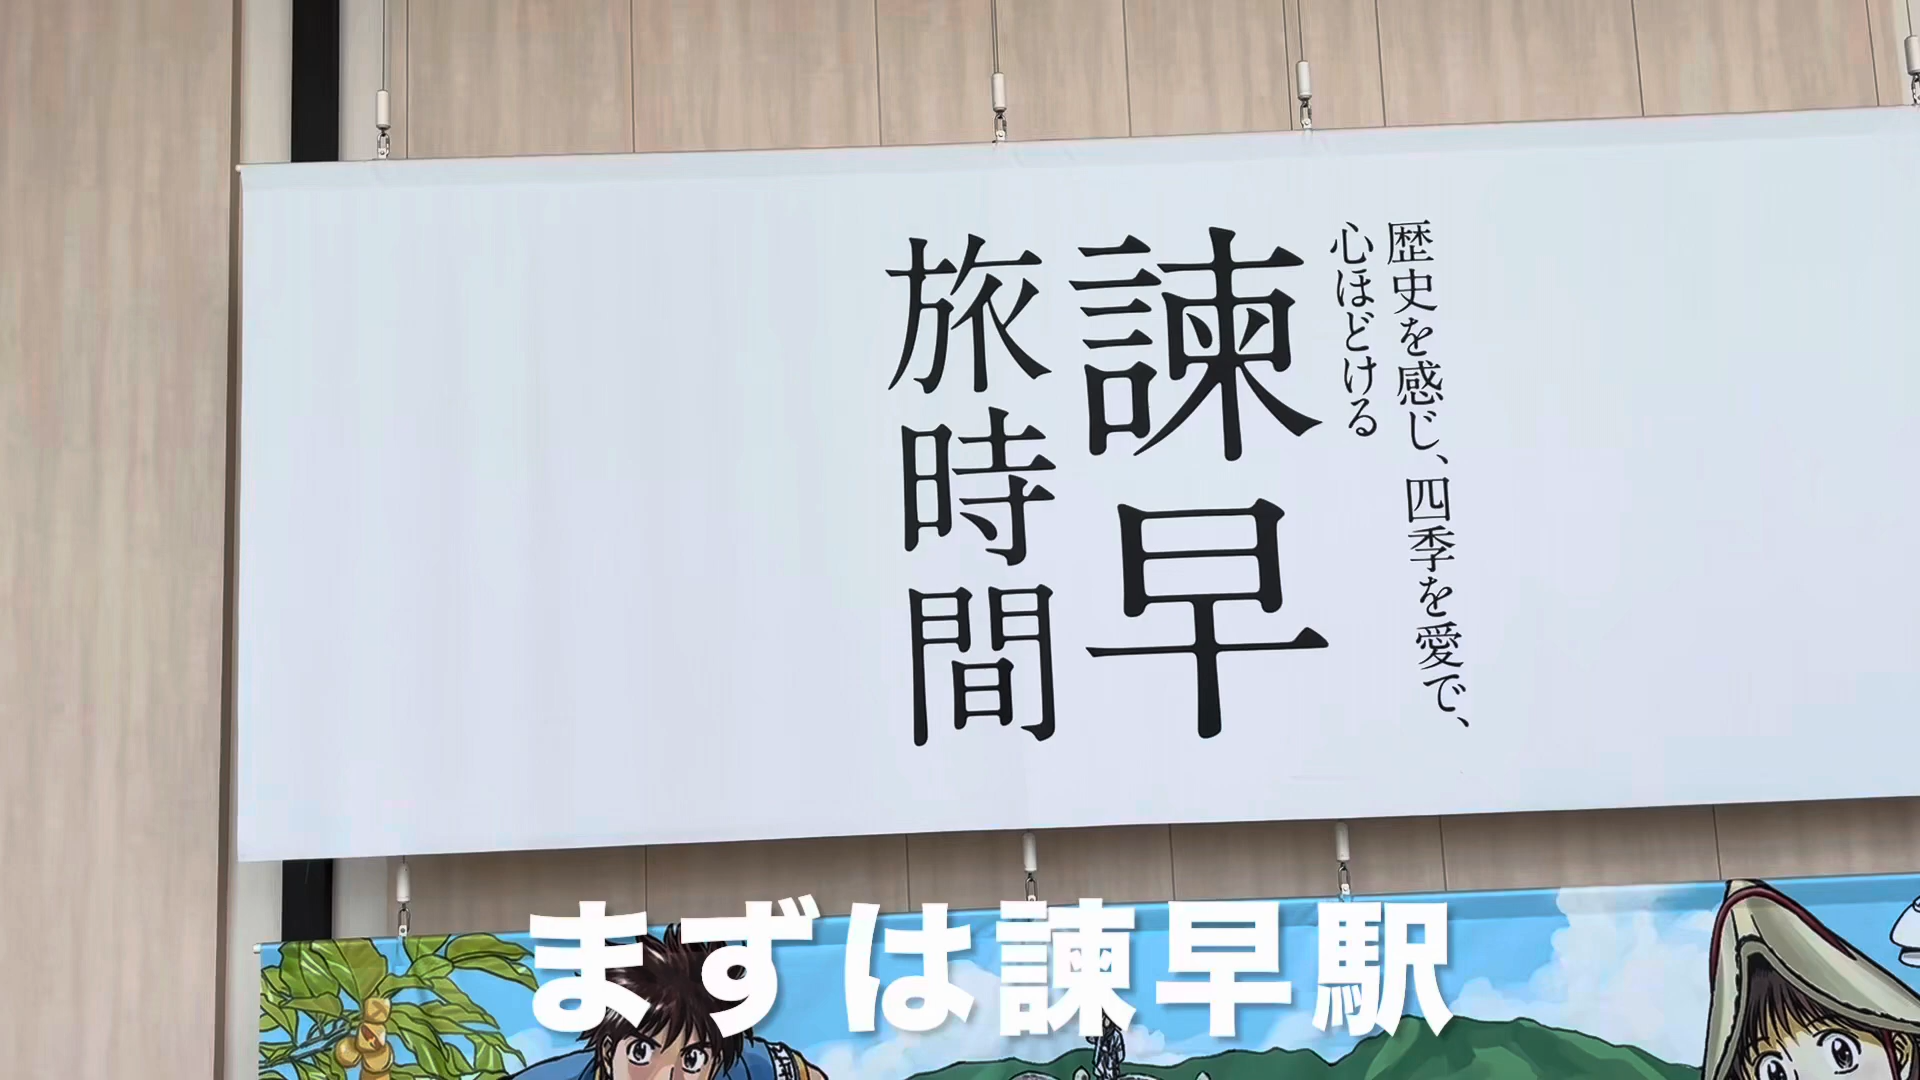 歴史を感じ、四季を愛で、
心ほどける
諫早
旅時間
まずは諫早駅